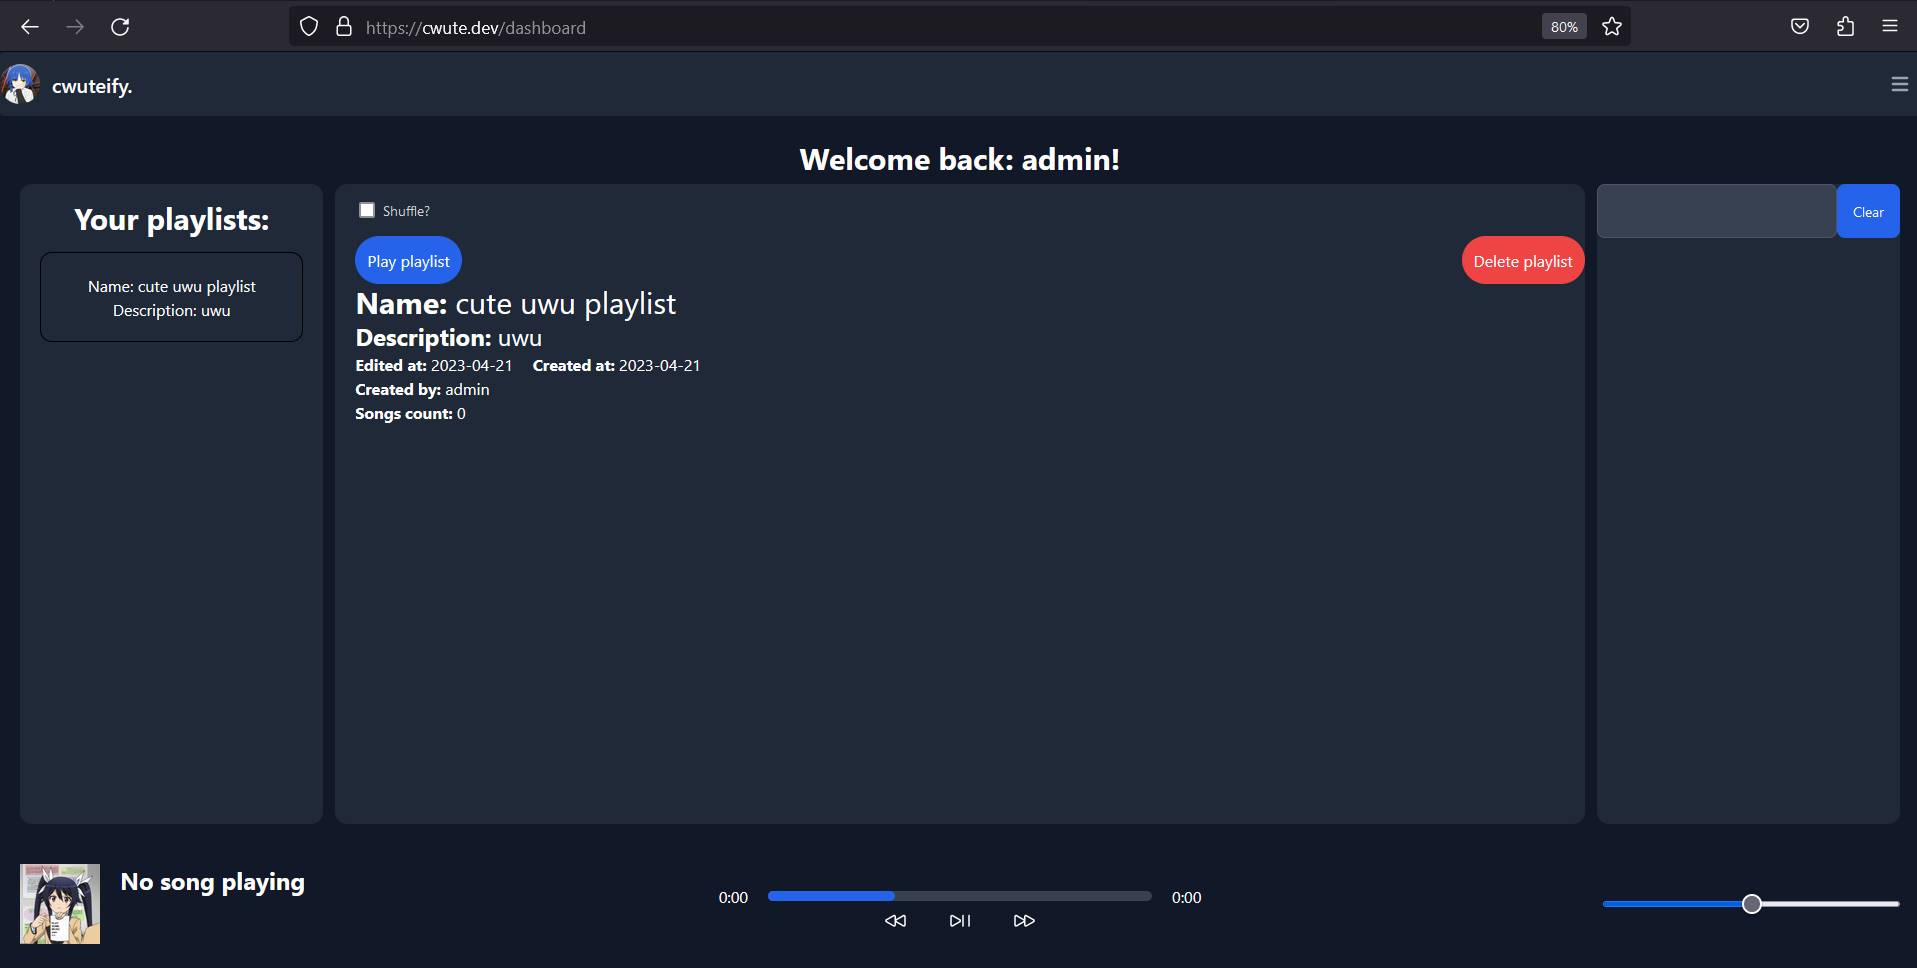 https://cwute.dev/dashboard
80%
cwuteify.
Welcome back: admin!
Your playlists:
Name: cute uwu playlist
Description: uwu
Shuffle?
Play playlist
Delete playlist
Name: cute uwu playlist
Description: uwu
Edited at: 2023-04-21 Created at: 2023-04-21
Created by: admin
Songs count: 0
Clear
No song playing
0:00
0:00